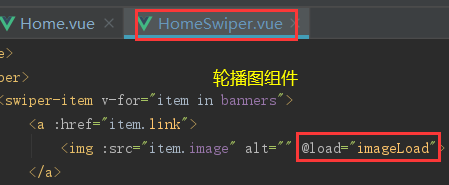 Home.vue × HomeSwiper.vue ×
e>
per>
轮播图组件
<swiper-item v-for="item in banners">
<a :href="item.link">
<img :src="item.image" alt="" @load="imageLoad">
</a>